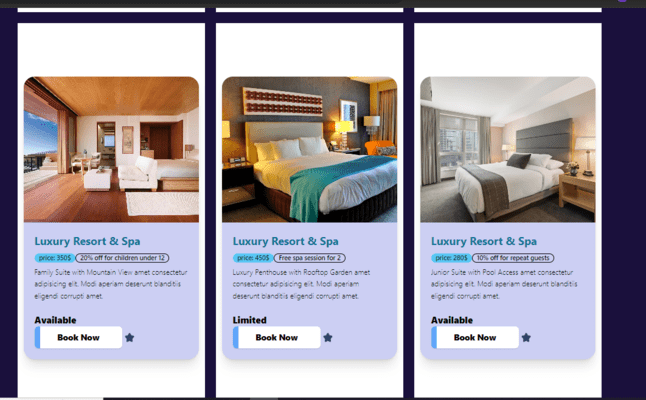 Luxury Resort & Spa
price: 350$ 20% off for children under 12
Family Suite with Mountain View amet consectetur
adipisicing elit. Modi aperiam deserunt blanditiis
eligendi corrupti amet.
Available
Book Now
Luxury Resort & Spa
price: 450$ Free spa session for 2
Luxury Penthouse with Rooftop Garden amet
consectetur adipisicing elit. Modi aperiam
deserunt blanditiis eligendi corrupti amet.
Limited
Book Now
Luxury Resort & Spa
price: 280$ 10% off for repeat guests
Junior Suite with Pool Access amet consectetur
adipisicing elit. Modi aperiam deserunt blanditiis
eligendi corrupti amet.
Available
Book Now